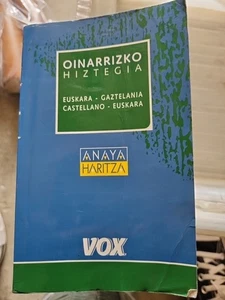 OINARRIZKO
HIZTEGIA
EUSKARA - GAZTELANIA
CASTELLANO - EUSKARA
ANAYA
HARITZA
VOX